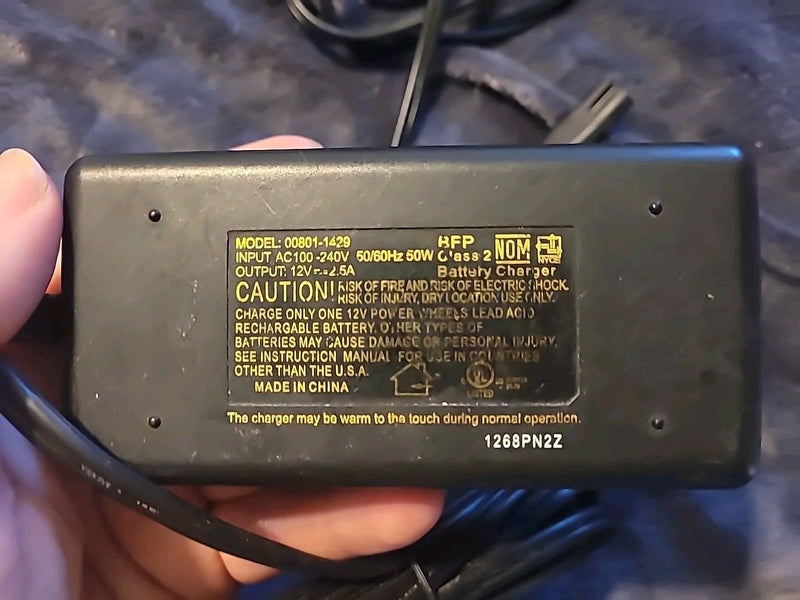 MODEL: 00801-1429
INPUT AC100-240V 50/60Hz 50W
OUTPUT: 12V⎓2.5A
BFP
Class 2
Battery Charger
NOM
NYCE
CAUTION! RISK OF FIRE AND RISK OF ELECTRIC SHOCK.
RISK OF INJURY, DRY LOCATION USE ONLY.
CHARGE ONLY ONE 12V POWER WHEELS LEAD ACID
RECHARGABLE BATTERY. OTHER TYPES OF
BATTERIES MAY CAUSE DAMAGE OR PERSONAL INJURY.
SEE INSTRUCTION MANUAL FOR USE IN COUNTRIES
OTHER THAN THE U.S.A.
MADE IN CHINA
UL
LISTED
The charger may be warm to the touch during normal operation.
1268PN2Z